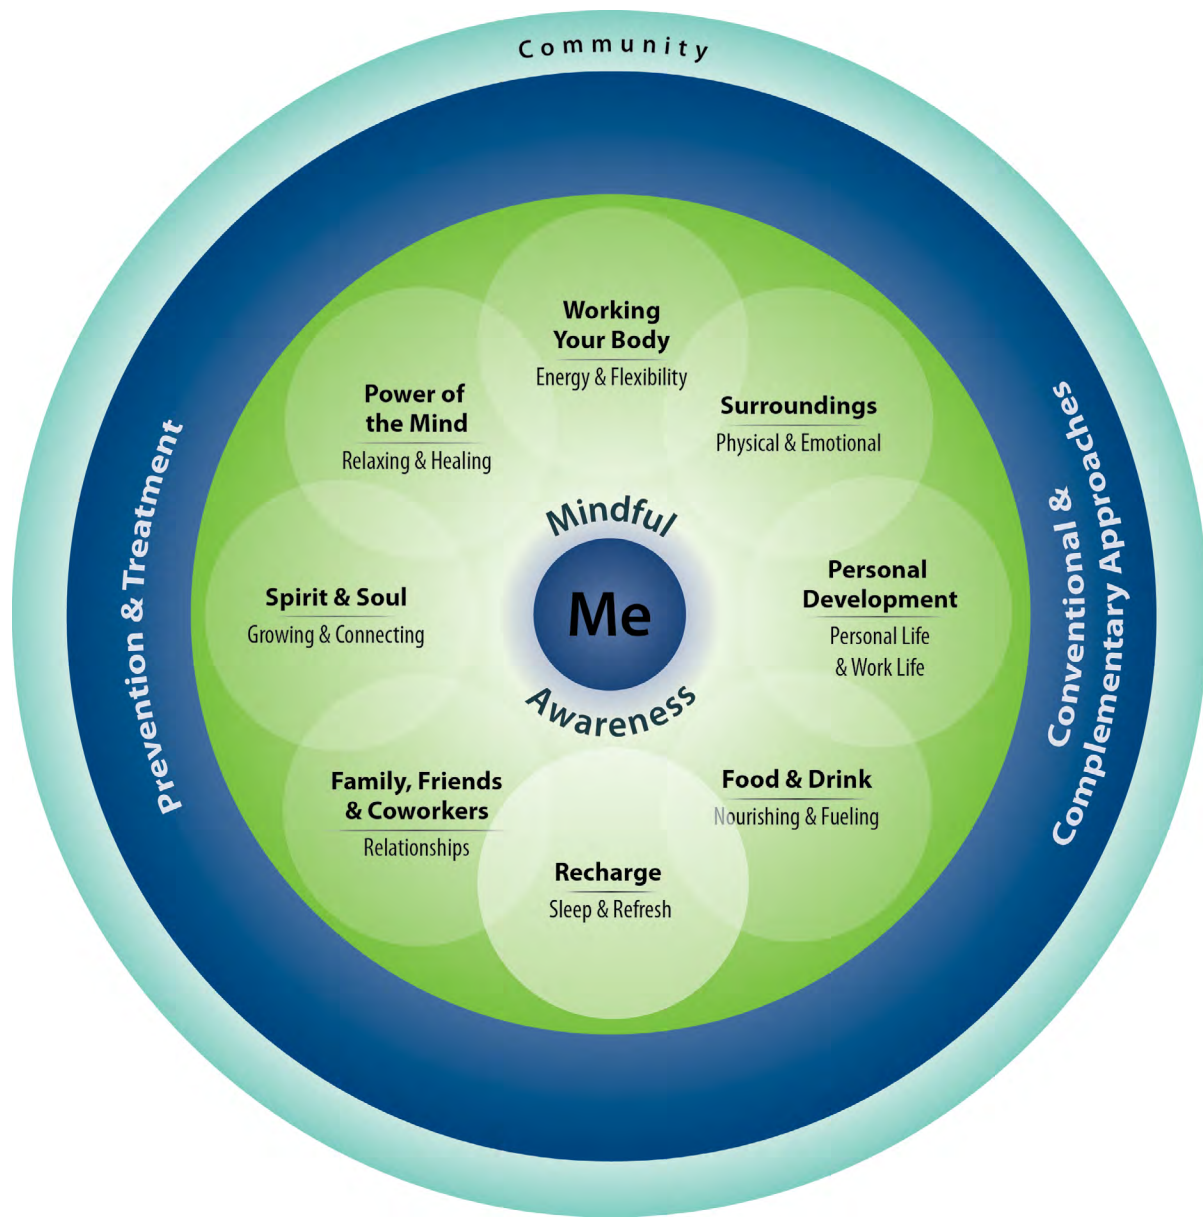 Community
Working
Your Body
Energy & Flexibility
Surroundings
Physical & Emotional
Personal
Development
Personal Life
& Work Life
Food & Drink
Nourishing & Fueling
Recharge
Sleep & Refresh
Family, Friends
& Coworkers
Relationships
Spirit & Soul
Growing & Connecting
Power of
the Mind
Relaxing & Healing
Mindful
Me
Awareness
Prevention & Treatment
Conventional &
Complementary Approaches